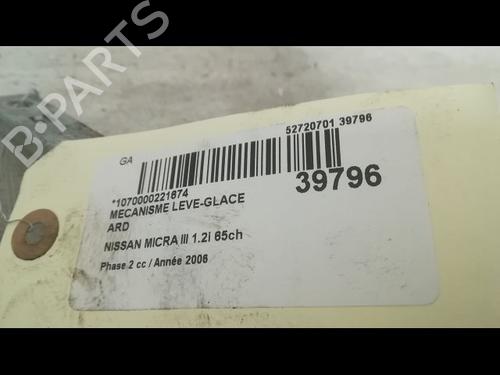 B-PARTS
52720701 39796
GA
*1070000221674
39796
MECANISME LEVE-GLACE
ARD
NISSAN MICRA III 1.2i 65ch
Phase 2 cc / Année 2006